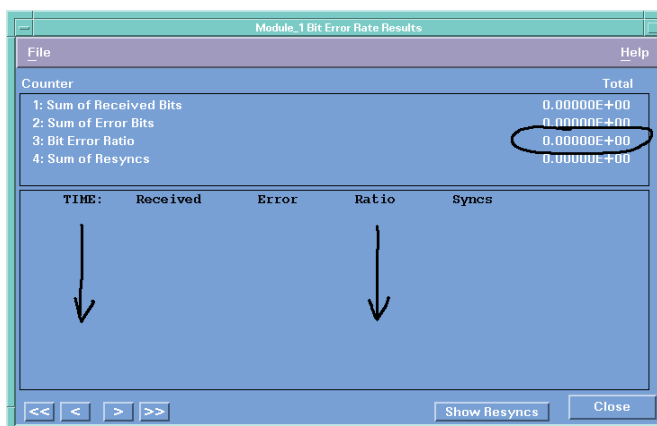 Module_1 Bit Error Rate Results
File Help
Counter Total
1: Sum of Received Bits 0.00000E+00
2: Sum of Error Bits 0.00000E+00
3: Bit Error Ratio 0.00000E+00
4: Sum of Resyncs 0.00000E+00
TIME: Received Error Ratio Syncs
<< < > >> Show Resyncs Close